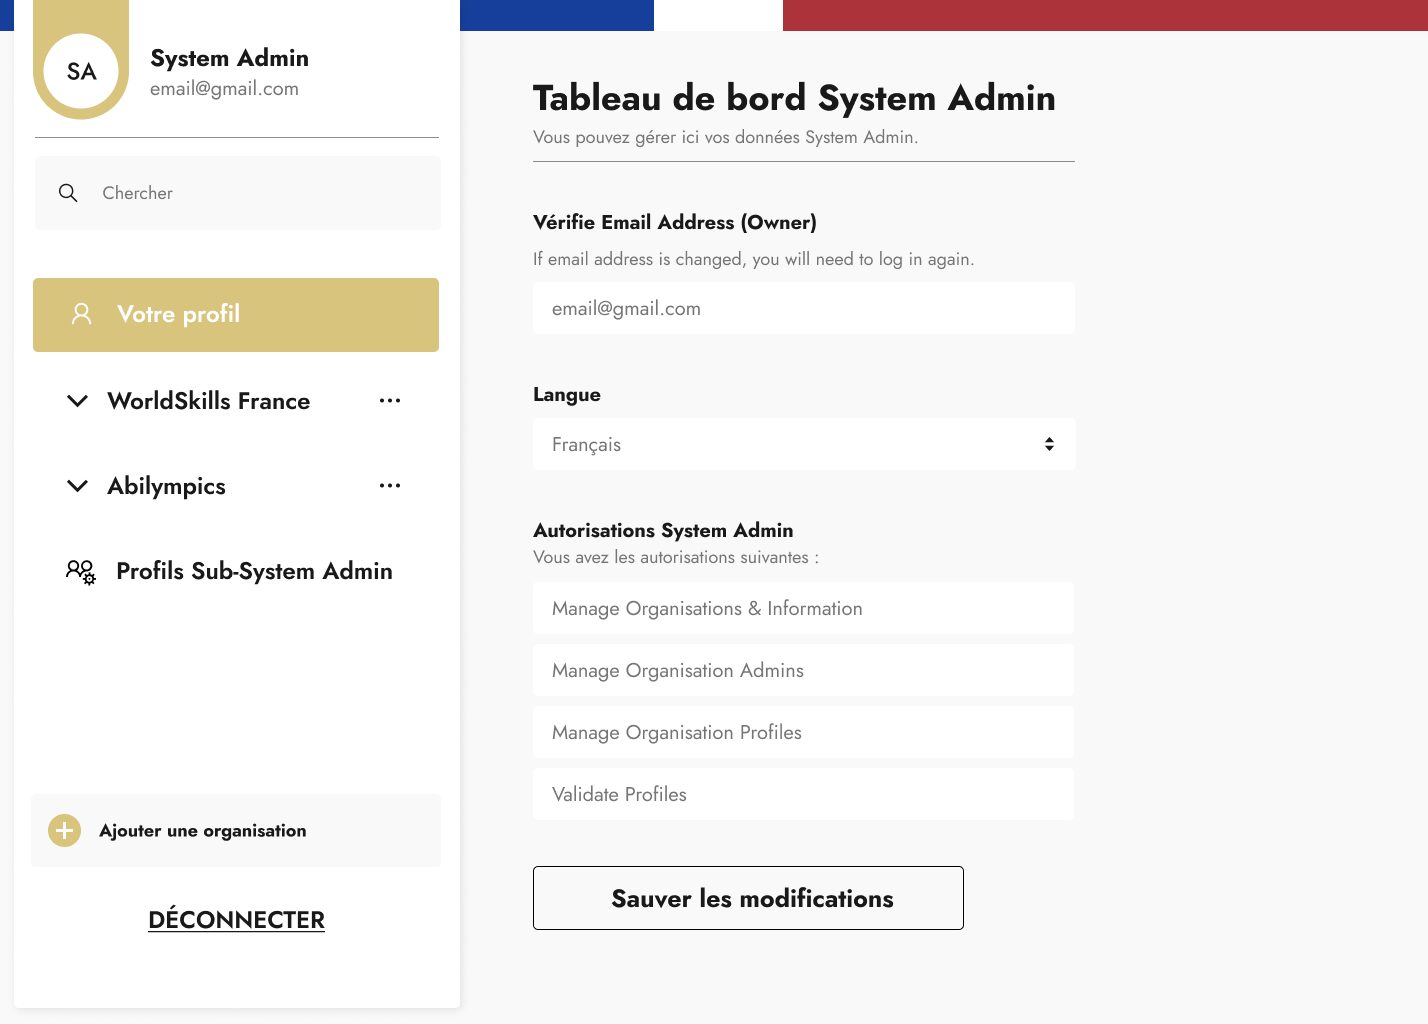 SA
System Admin
email@gmail.com
Chercher
Votre profil
WorldSkills France
Abilympics
Profils Sub-System Admin
Ajouter une organisation
DÉCONNECTER
Tableau de bord System Admin
Vous pouvez gérer ici vos données System Admin.
Vérifie Email Address (Owner)
If email address is changed, you will need to log in again.
email@gmail.com
Langue
Français
Autorisations System Admin
Vous avez les autorisations suivantes :
Manage Organisations & Information
Manage Organisation Admins
Manage Organisation Profiles
Validate Profiles
Sauver les modifications